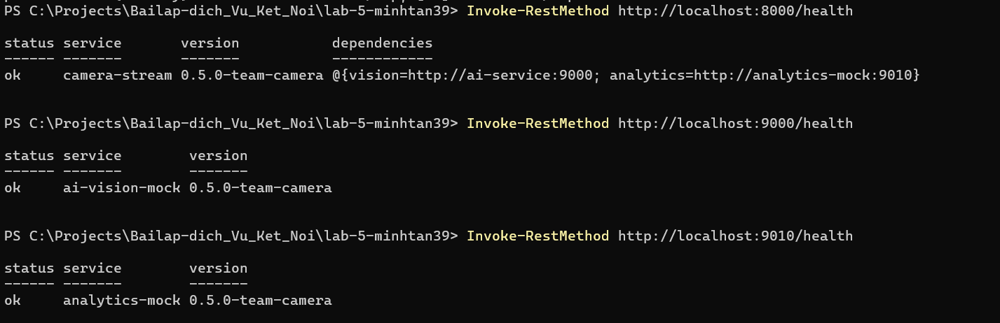 PS C:\Projects\Bailap-dich_Vu_Ket_Noi\lab-5-minhtan39> Invoke-RestMethod http://localhost:8000/health
status service       version           dependencies
------ -------       -------           ------------
ok     camera-stream 0.5.0-team-camera @{vision=http://ai-service:9000; analytics=http://analytics-mock:9010}
PS C:\Projects\Bailap-dich_Vu_Ket_Noi\lab-5-minhtan39> Invoke-RestMethod http://localhost:9000/health
status service        version
------ -------        -------
ok     ai-vision-mock 0.5.0-team-camera
PS C:\Projects\Bailap-dich_Vu_Ket_Noi\lab-5-minhtan39> Invoke-RestMethod http://localhost:9010/health
status service        version
------ -------        -------
ok     analytics-mock 0.5.0-team-camera